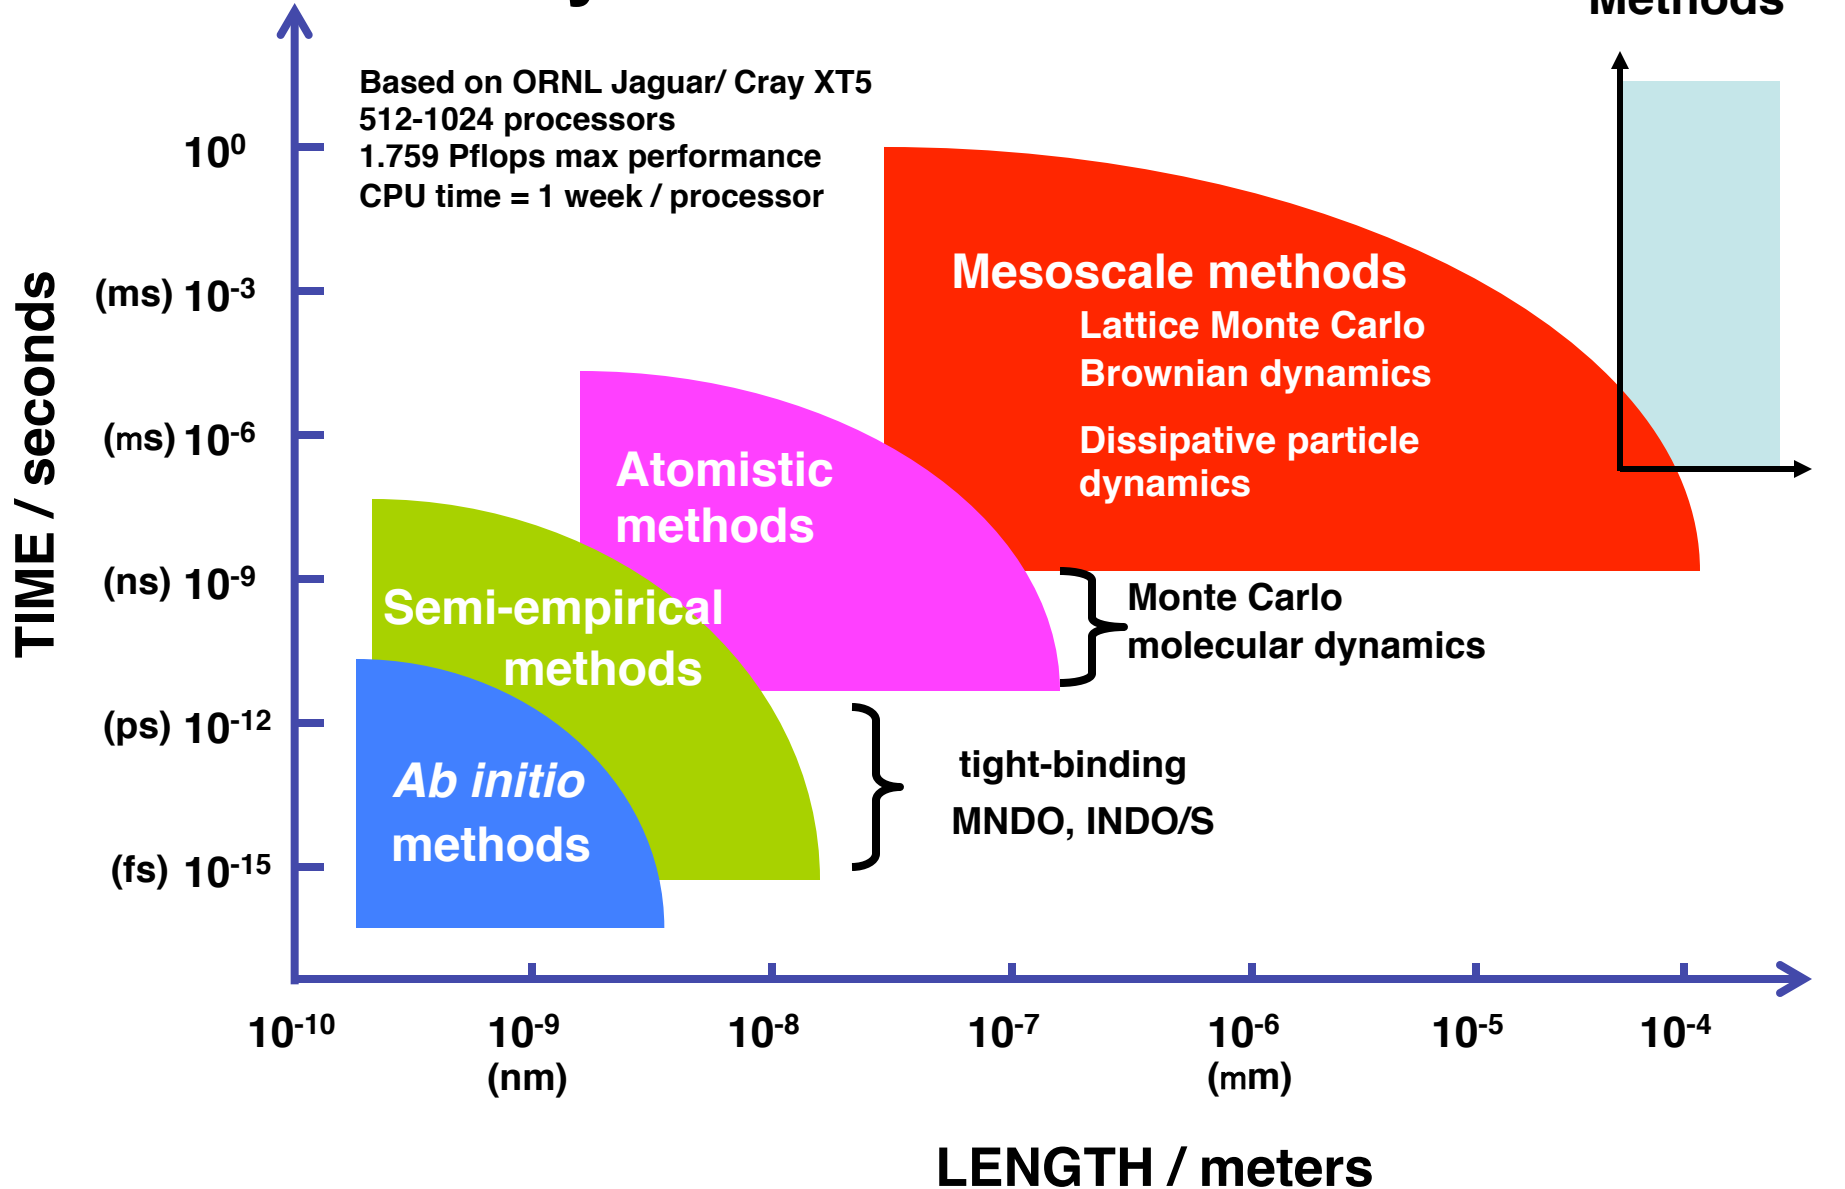 Methods
Based on ORNL Jaguar/ Cray XT5
512-1024 processors
1.759 Pflops max performance
CPU time = 1 week / processor
TIME / seconds
10⁰
(ms) 10⁻³
(ms) 10⁻⁶
(ns) 10⁻⁹
(ps) 10⁻¹²
(fs) 10⁻¹⁵
Mesoscale methods
Lattice Monte Carlo
Brownian dynamics
Dissipative particle
dynamics
Atomistic
methods
Semi-empirical
methods
Ab initio
methods
Monte Carlo
molecular dynamics
tight-binding
MNDO, INDO/S
10⁻¹⁰ 10⁻⁹ 10⁻⁸ 10⁻⁷ 10⁻⁶ 10⁻⁵ 10⁻⁴
(nm) (mm)
LENGTH / meters